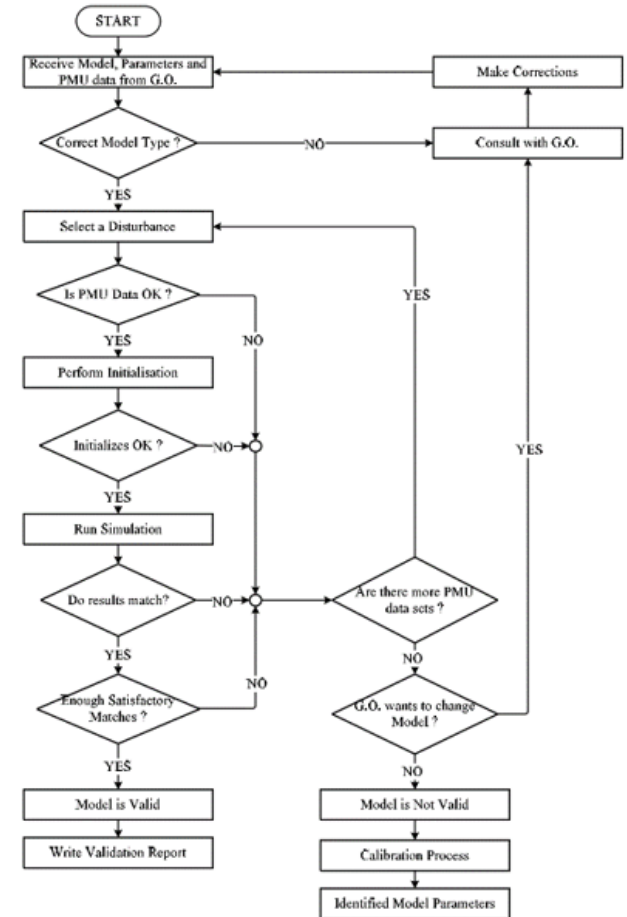 START
Receive Model, Parameters and
PMU data from G.O.
Make Corrections
Correct Model Type ?
NO
Consult with G.O.
YES
Select a Disturbance
Is PMU Data OK ?
YES
YES
NO
Perform Initialisation
Initializes OK ?
NO
YES
YES
Run Simulation
Do results match?
NO
Are there more PMU
data sets ?
YES
NO
NO
Enough Satisfactory
Matches ?
G.O. wants to change
Model ?
YES
NO
Model is Valid
Model is Not Valid
Write Validation Report
Calibration Process
Identified Model Parameters